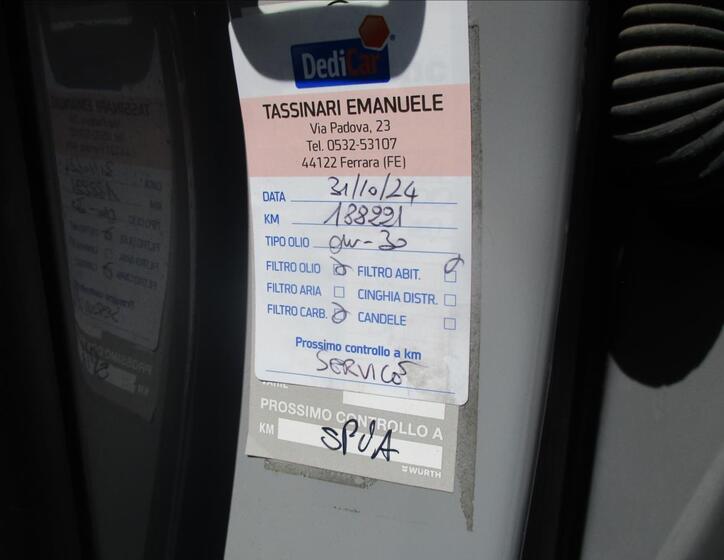 DediCar
TASSINARI EMANUELE
Via Padova, 23
Tel. 0532-53107
44122 Ferrara (FE)
DATA 31/10/24
KM 138221
TIPO OLIO 0W-30
FILTRO OLIO FILTRO ABIT.
FILTRO ARIA CINGHIA DISTR.
FILTRO CARB. CANDELE
Prossimo controllo a km
SERVICE
VARIE
PROSSIMO CONTROLLO A
KM SPIA
WÜRTH